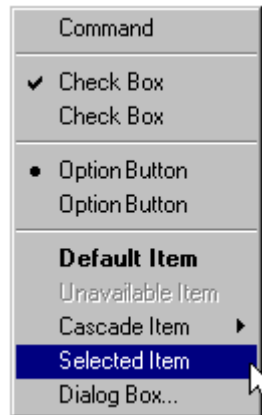 Command
Check Box
Check Box
Option Button
Option Button
Default Item
Unavailable Item
Cascade Item
Selected Item
Dialog Box...